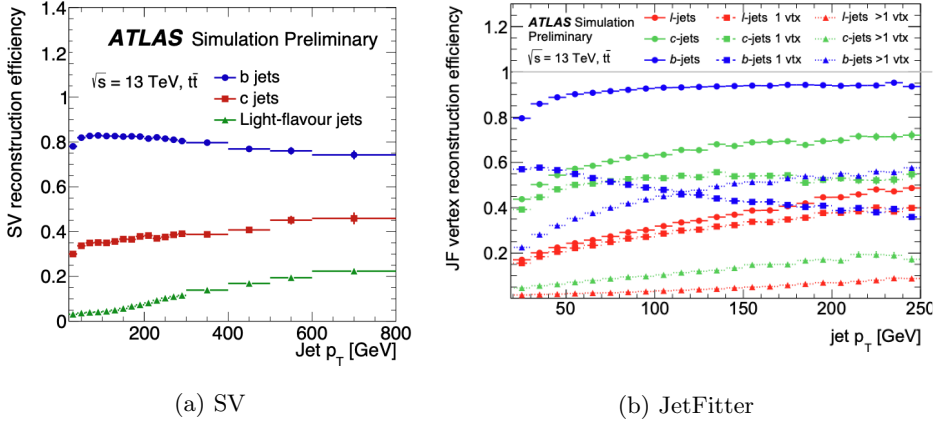 SV reconstruction efficiency
1.4
1.2
1
0.8
0.6
0.4
0.2
0
ATLAS Simulation Preliminary
√s = 13 TeV, tt̄
b jets
c jets
Light-flavour jets
200 400 600 800
Jet pT [GeV]
(a) SV
JF vertex reconstruction efficiency
1.2
1
0.8
0.6
0.4
0.2
ATLAS Simulation
Preliminary
√s = 13 TeV, tt̄
l-jets l-jets 1 vtx l-jets >1 vtx
c-jets c-jets 1 vtx c-jets >1 vtx
b-jets b-jets 1 vtx b-jets >1 vtx
50 100 150 200 250
jet pT [GeV]
(b) JetFitter